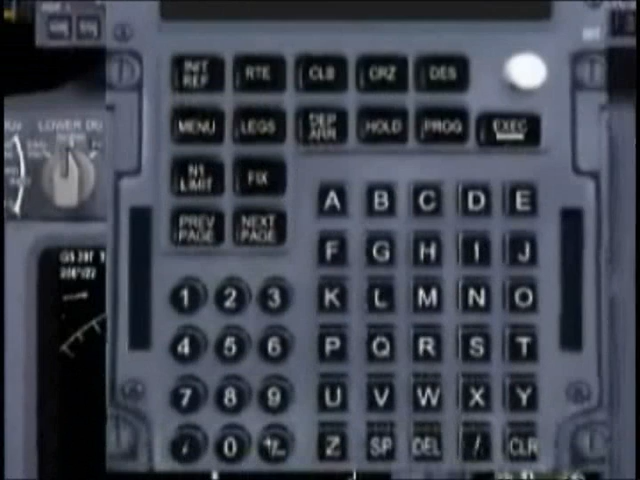 INIT REF RTE CLB CRZ DES
MENU LEGS DEP ARR HOLD PROG EXEC
N1 LIMIT FIX
PREV PAGE NEXT PAGE
A B C D E
F G H I J
1 2 3 K L M N O
4 5 6 P Q R S T
7 8 9 U V W X Y
. 0 +/- Z SP DEL / CLR
LOWER DU